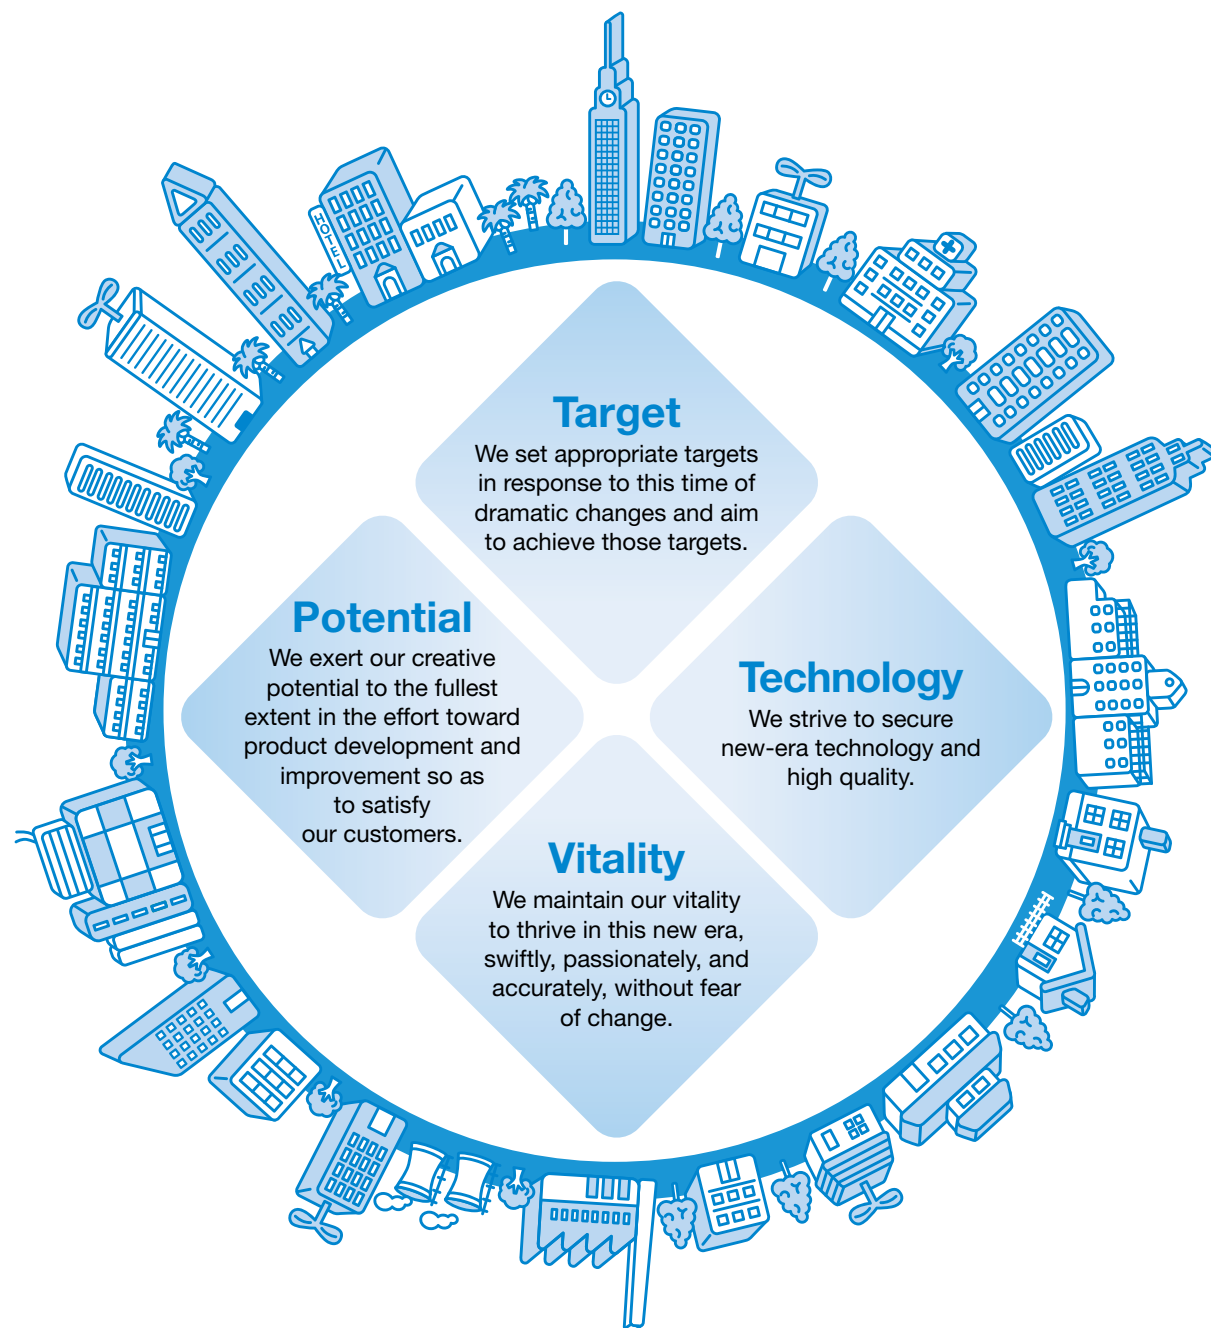 HOTEL
Target
We set appropriate targets
in response to this time of
dramatic changes and aim
to achieve those targets.
Potential
We exert our creative
potential to the fullest
extent in the effort toward
product development and
improvement so as
to satisfy
our customers.
Technology
We strive to secure
new-era technology and
high quality.
Vitality
We maintain our vitality
to thrive in this new era,
swiftly, passionately, and
accurately, without fear
of change.